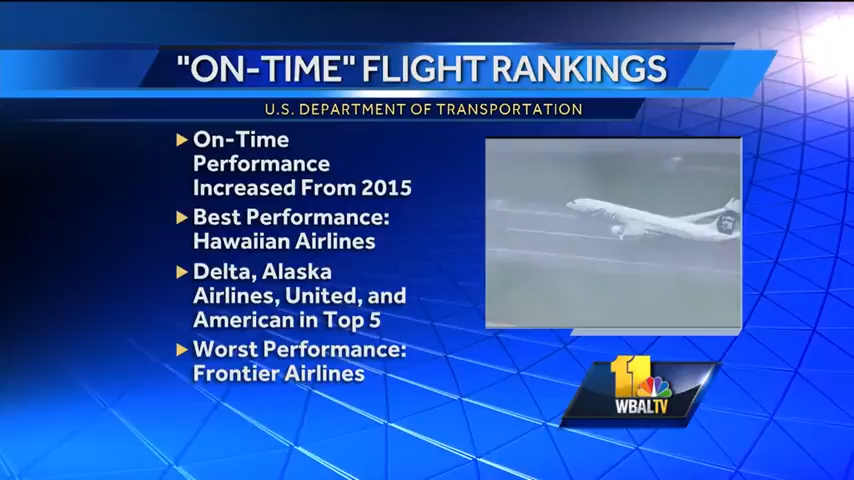 "ON-TIME" FLIGHT RANKINGS
U.S. DEPARTMENT OF TRANSPORTATION
On-Time
Performance
Increased From 2015
Best Performance:
Hawaiian Airlines
Delta, Alaska
Airlines, United, and
American in Top 5
Worst Performance:
Frontier Airlines
11
WBALTV